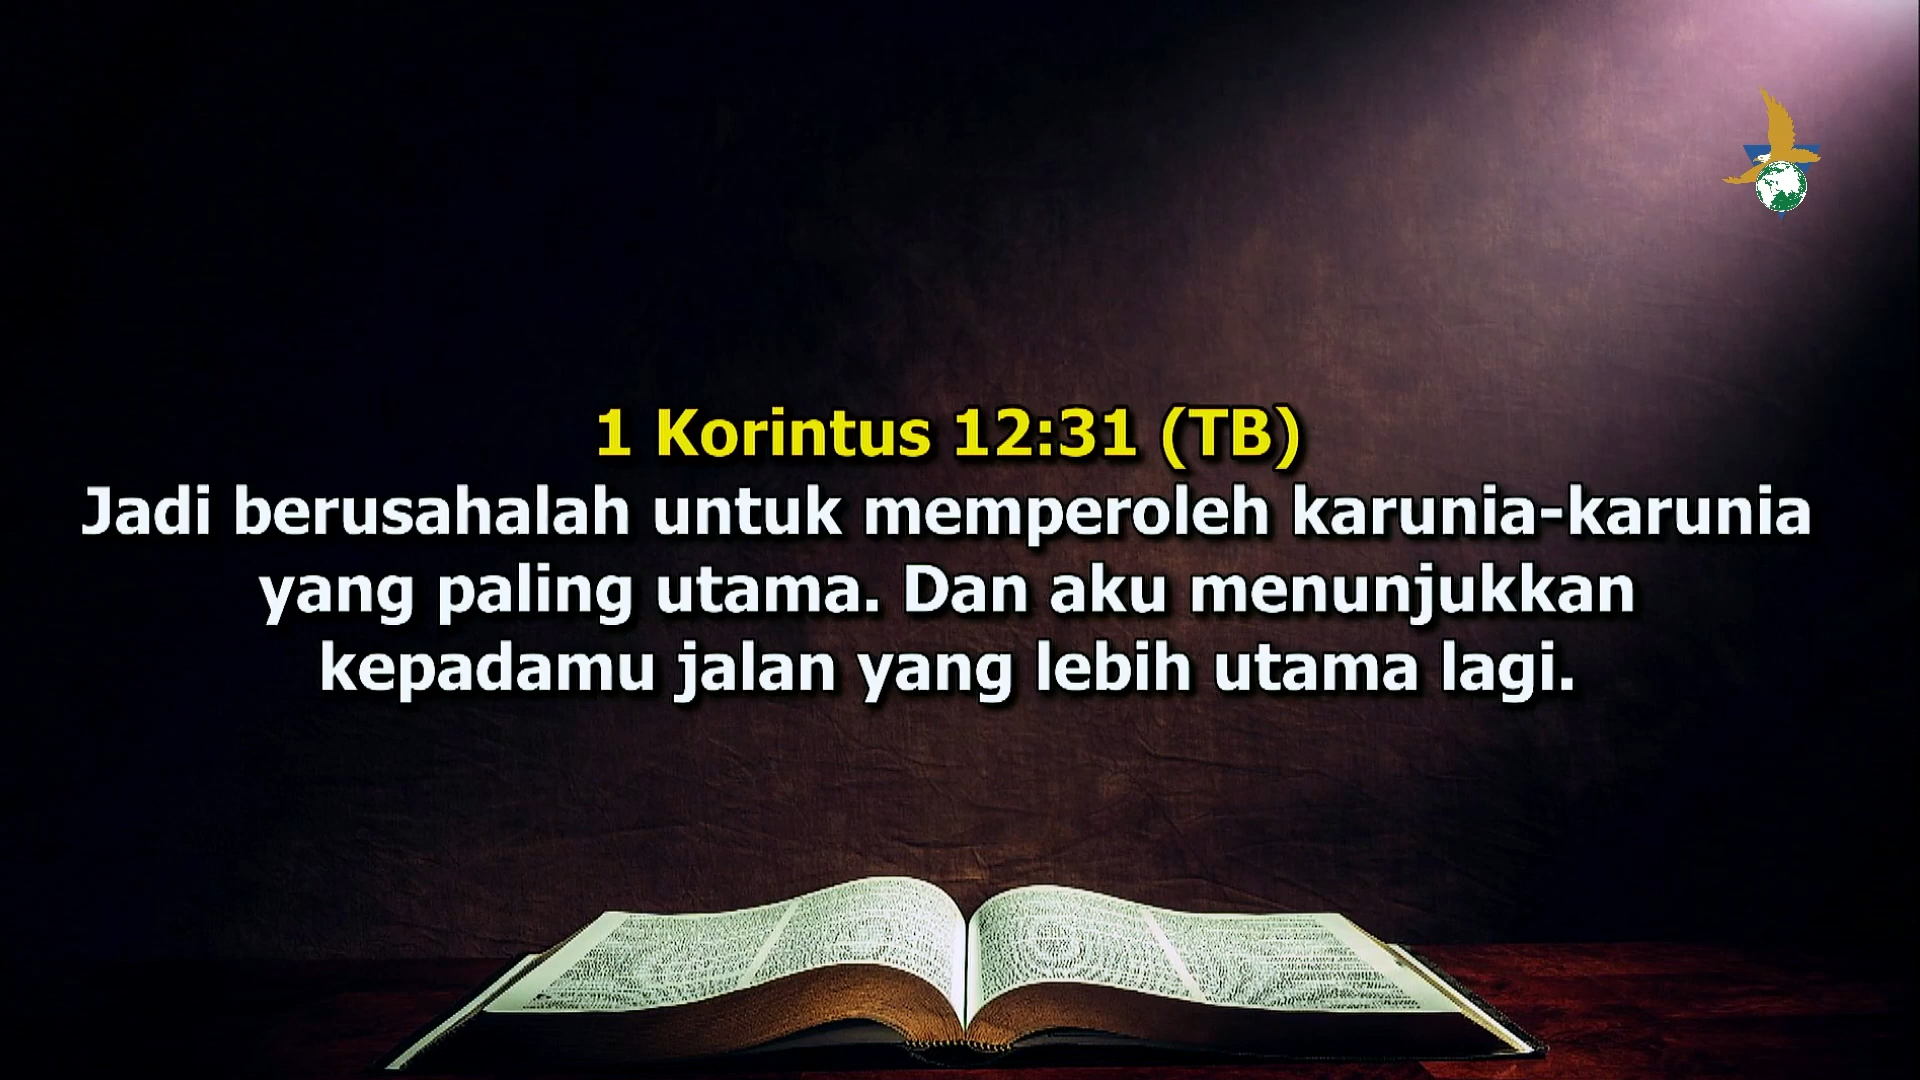 1 Korintus 12:31 (TB)
Jadi berusahalah untuk memperoleh karunia-karunia
yang paling utama. Dan aku menunjukkan
kepadamu jalan yang lebih utama lagi.